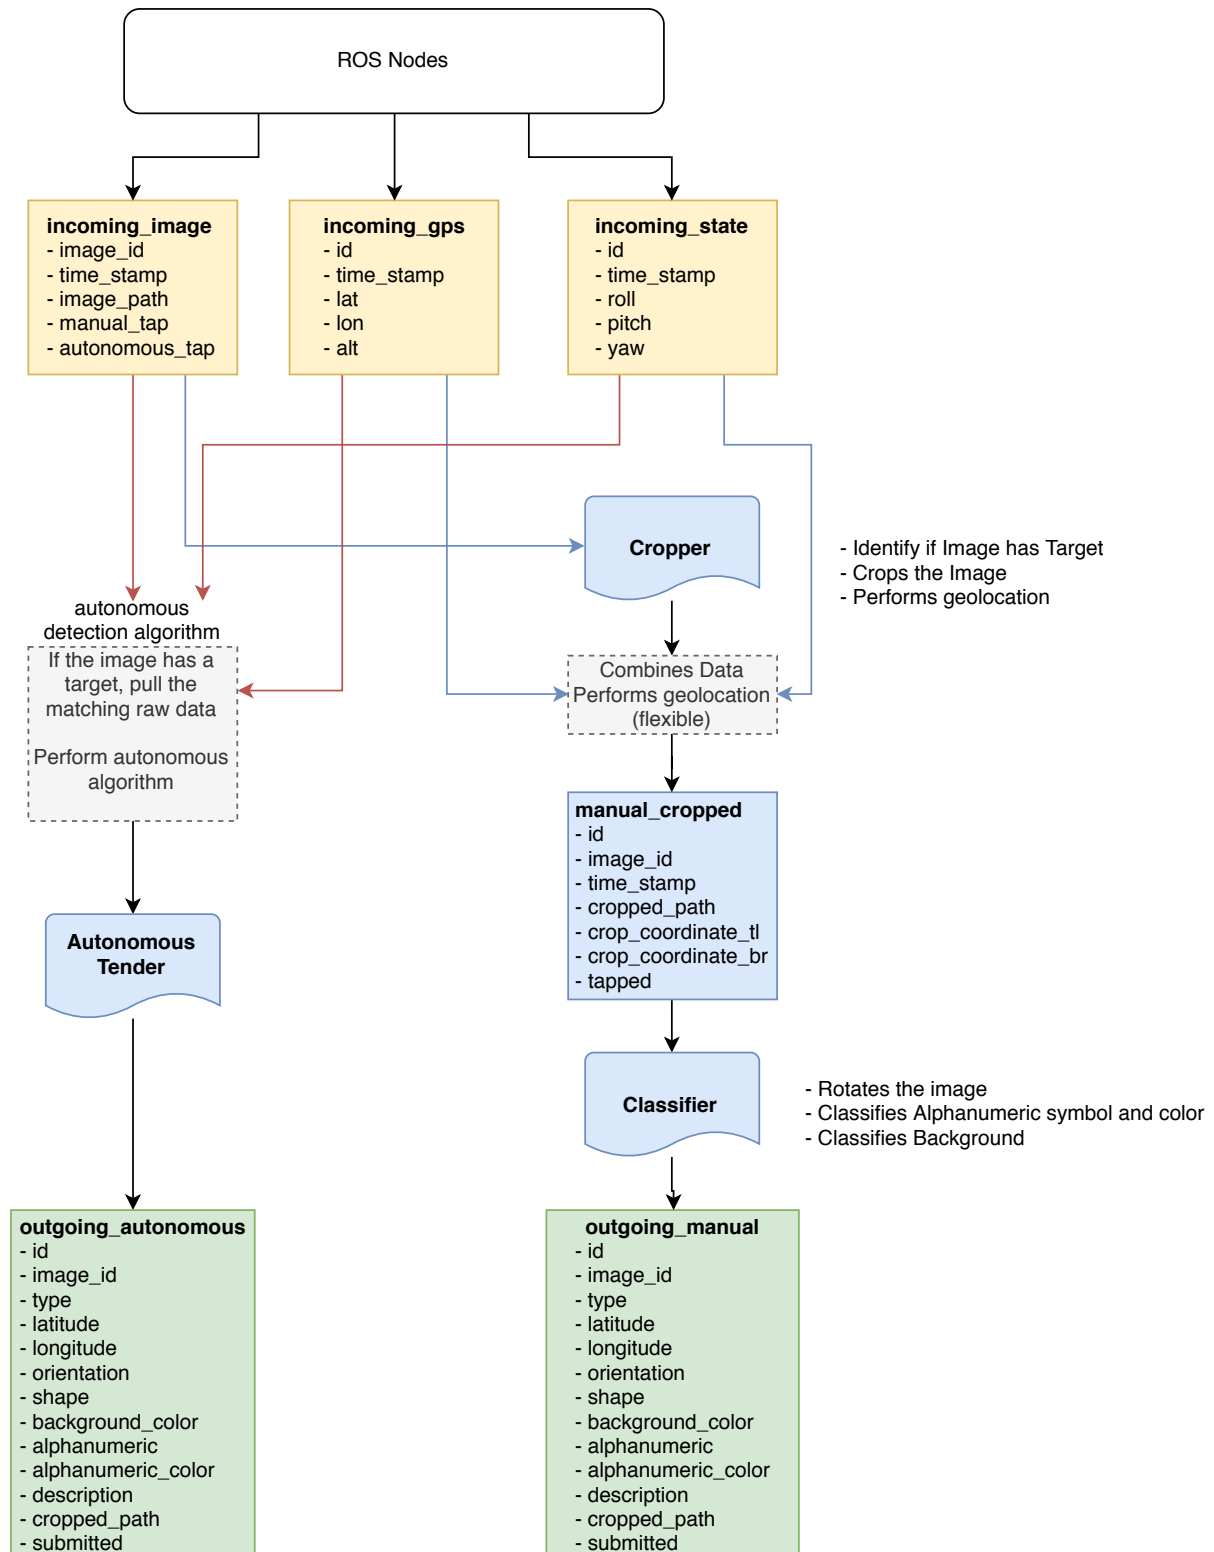 ROS Nodes
incoming_image
- image_id
- time_stamp
- image_path
- manual_tap
- autonomous_tap
incoming_gps
- id
- time_stamp
- lat
- lon
- alt
incoming_state
- id
- time_stamp
- roll
- pitch
- yaw
Cropper
- Identify if Image has Target
- Crops the Image
- Performs geolocation
autonomous
detection algorithm
If the image has a
target, pull the
matching raw data
Perform autonomous
algorithm
Combines Data
Performs geolocation
(flexible)
manual_cropped
- id
- image_id
- time_stamp
- cropped_path
- crop_coordinate_tl
- crop_coordinate_br
- tapped
Autonomous
Tender
Classifier
- Rotates the image
- Classifies Alphanumeric symbol and color
- Classifies Background
outgoing_autonomous
- id
- image_id
- type
- latitude
- longitude
- orientation
- shape
- background_color
- alphanumeric
- alphanumeric_color
- description
- cropped_path
- submitted
outgoing_manual
- id
- image_id
- type
- latitude
- longitude
- orientation
- shape
- background_color
- alphanumeric
- alphanumeric_color
- description
- cropped_path
- submitted